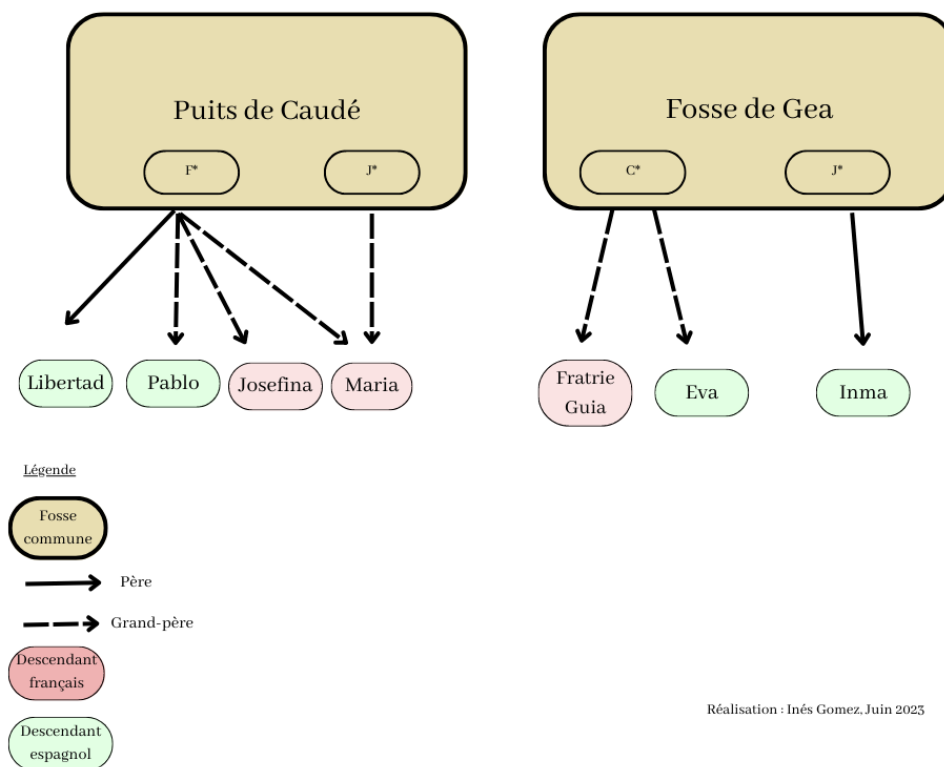 Puits de Caudé
F*
J*
Fosse de Gea
C*
J*
Libertad
Pablo
Josefina
Maria
Fratrie
Guia
Eva
Inma
Légende
Fosse
commune
Père
Grand-père
Descendant
français
Descendant
espagnol
Réalisation : Inés Gomez, Juin 2023